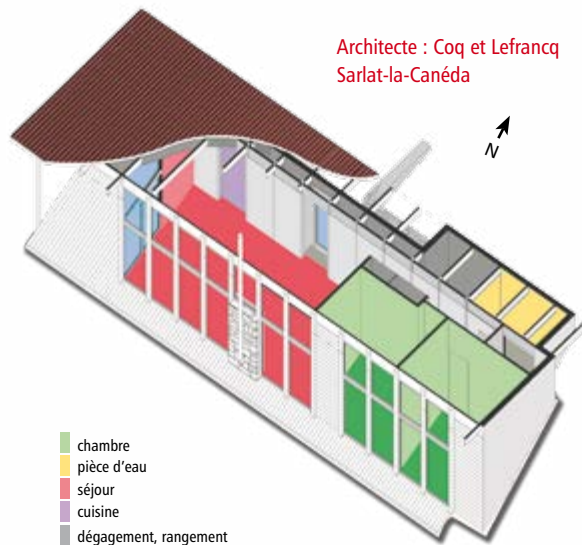 Architecte : Coq et Lefrancq
Sarlat-la-Canéda
N
chambre
pièce d'eau
séjour
cuisine
dégagement, rangement